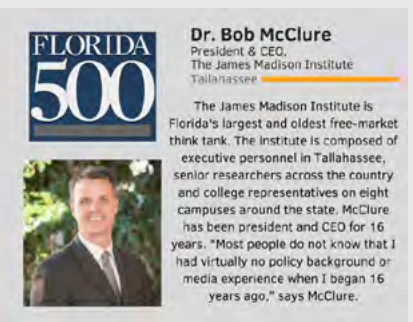 FLORIDA
500
Dr. Bob McClure
President & CEO,
The James Madison Institute
Tallahassee
The James Madison Institute is
Florida's largest and oldest free-market
think tank. The institute is composed of
executive personnel in Tallahassee,
senior researchers across the country
and college representatives on eight
campuses around the state. McClure
has been president and CEO for 16
years. "Most people do not know that I
had virtually no policy background or
media experience when I began 16
years ago," says McClure.